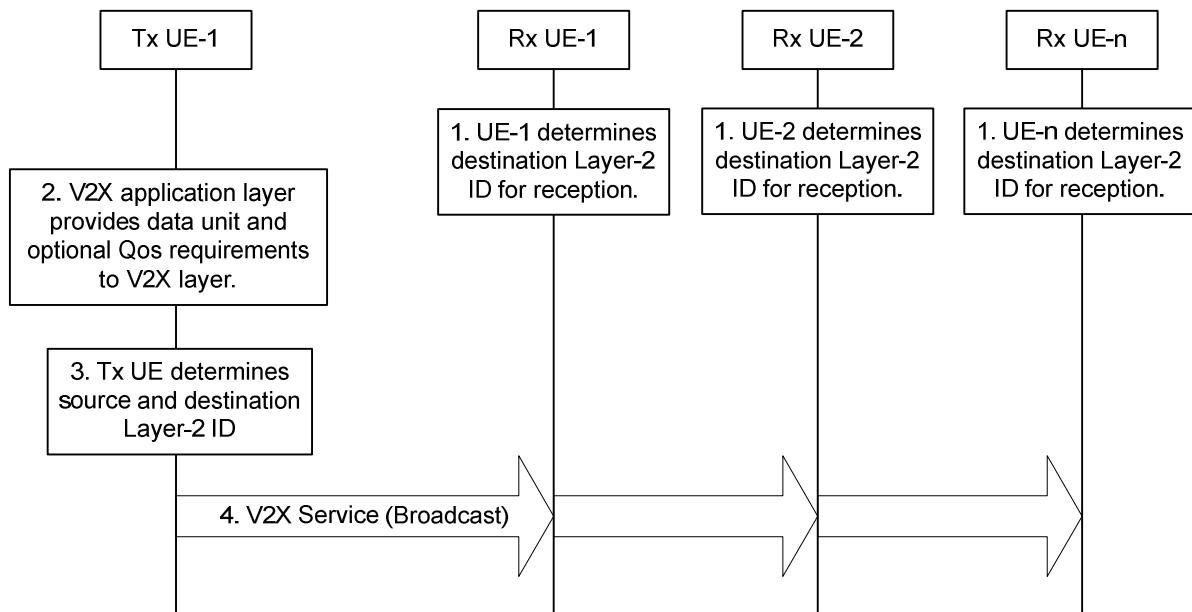 Tx UE-1
Rx UE-1
Rx UE-2
Rx UE-n
1. UE-1 determines
destination Layer-2
ID for reception.
1. UE-2 determines
destination Layer-2
ID for reception.
1. UE-n determines
destination Layer-2
ID for reception.
2. V2X application layer
provides data unit and
optional Qos requirements
to V2X layer.
3. Tx UE determines
source and destination
Layer-2 ID
4. V2X Service (Broadcast)